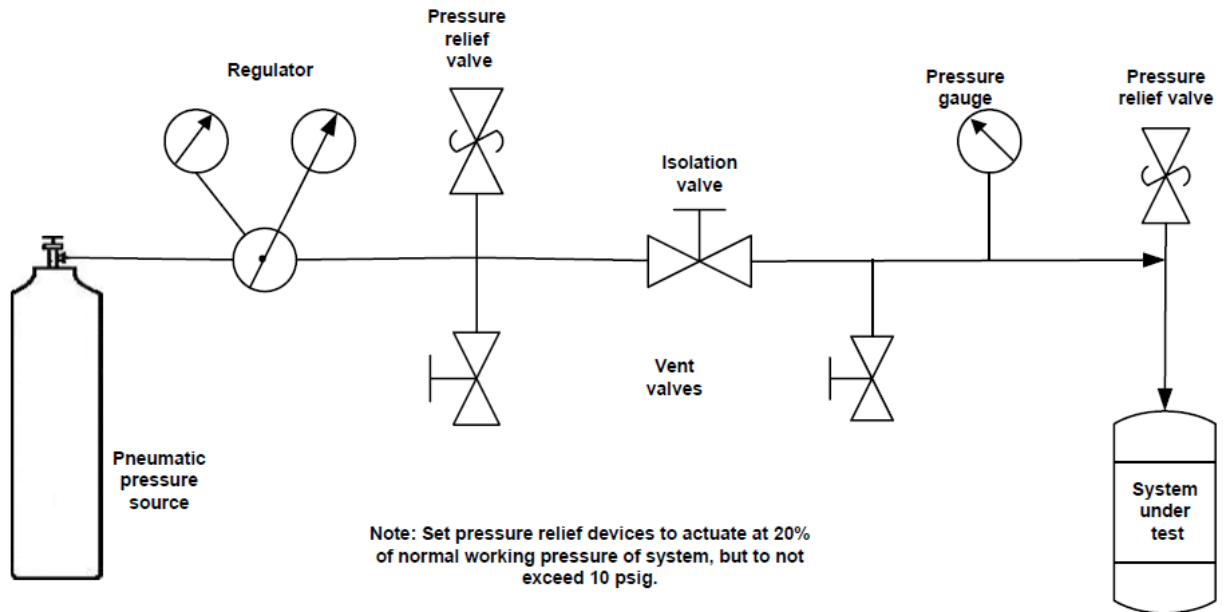 Pressure
relief
valve
Regulator
Pressure
gauge
Pressure
relief valve
Isolation
valve
Vent
valves
Pneumatic
pressure
source
System
under
test
Note: Set pressure relief devices to actuate at 20%
of normal working pressure of system, but to not
exceed 10 psig.